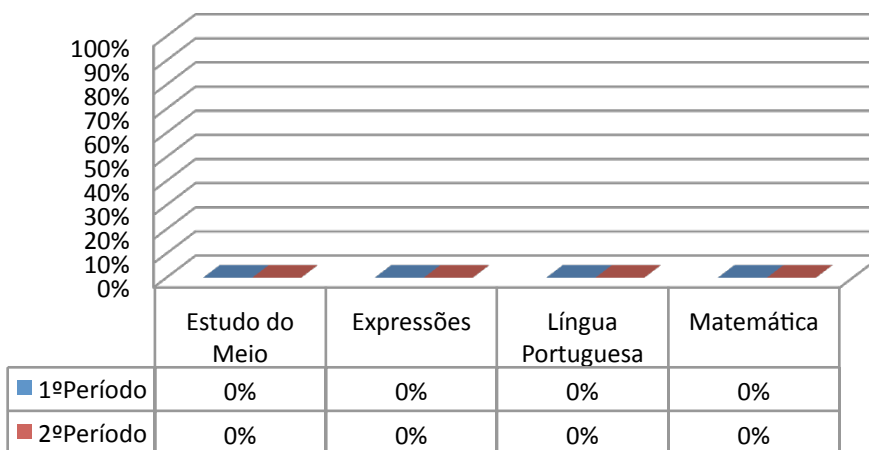 100%
90%
80%
70%
60%
50%
40%
30%
20%
10%
0%
Estudo do Meio
Expressões
Língua Portuguesa
Matemática
1ºPeríodo 0% 0% 0% 0%
2ºPeríodo 0% 0% 0% 0%